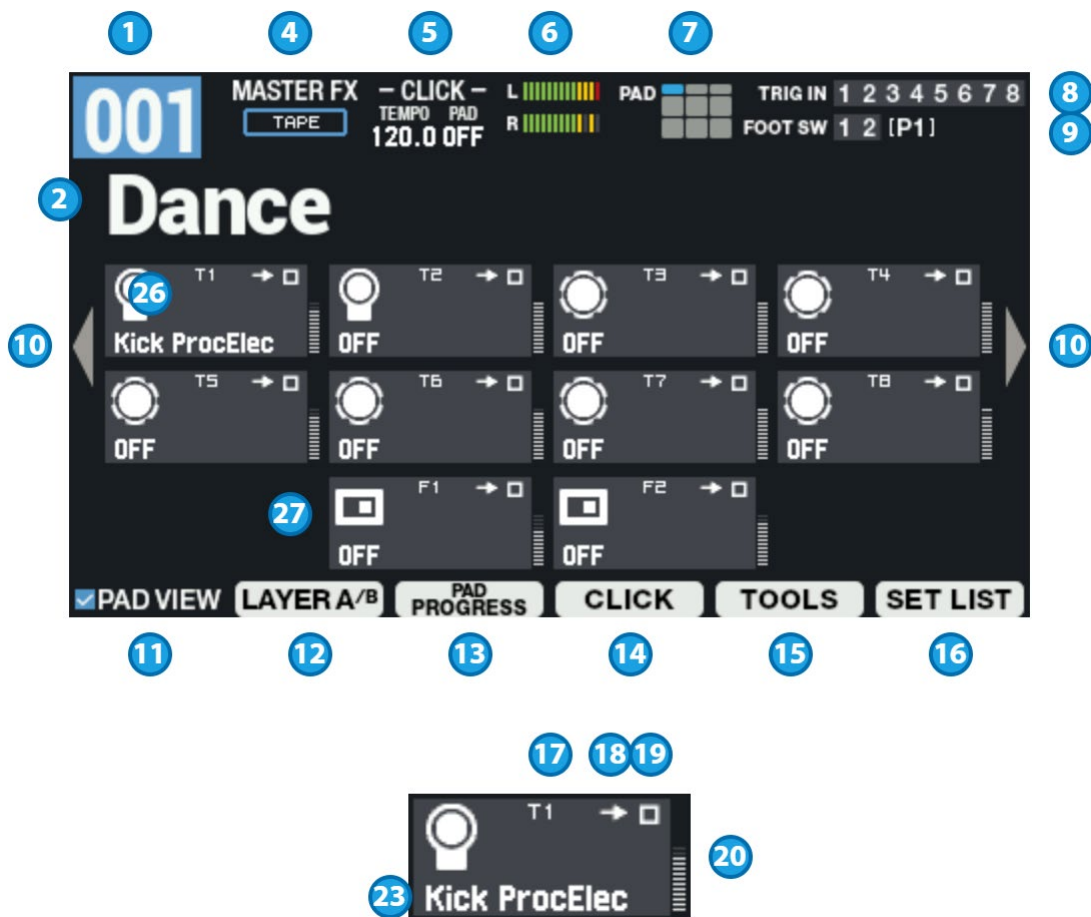 1 4 5 6 7
001 MASTER FX – CLICK – L PAD TRIG IN 1 2 3 4 5 6 7 8 8
TAPE TEMPO PAD R FOOT SW 1 2 [P1] 9
120.0 OFF
2 Dance
T1 T2 T3 T4
26
10 Kick ProcElec OFF OFF OFF 10
T5 T6 T7 T8
OFF OFF OFF OFF
F1 F2
27
OFF OFF
PAD VIEW LAYER A/B PAD PROGRESS CLICK TOOLS SET LIST
11 12 13 14 15 16
17 18 19
T1
20
23 Kick ProcElec